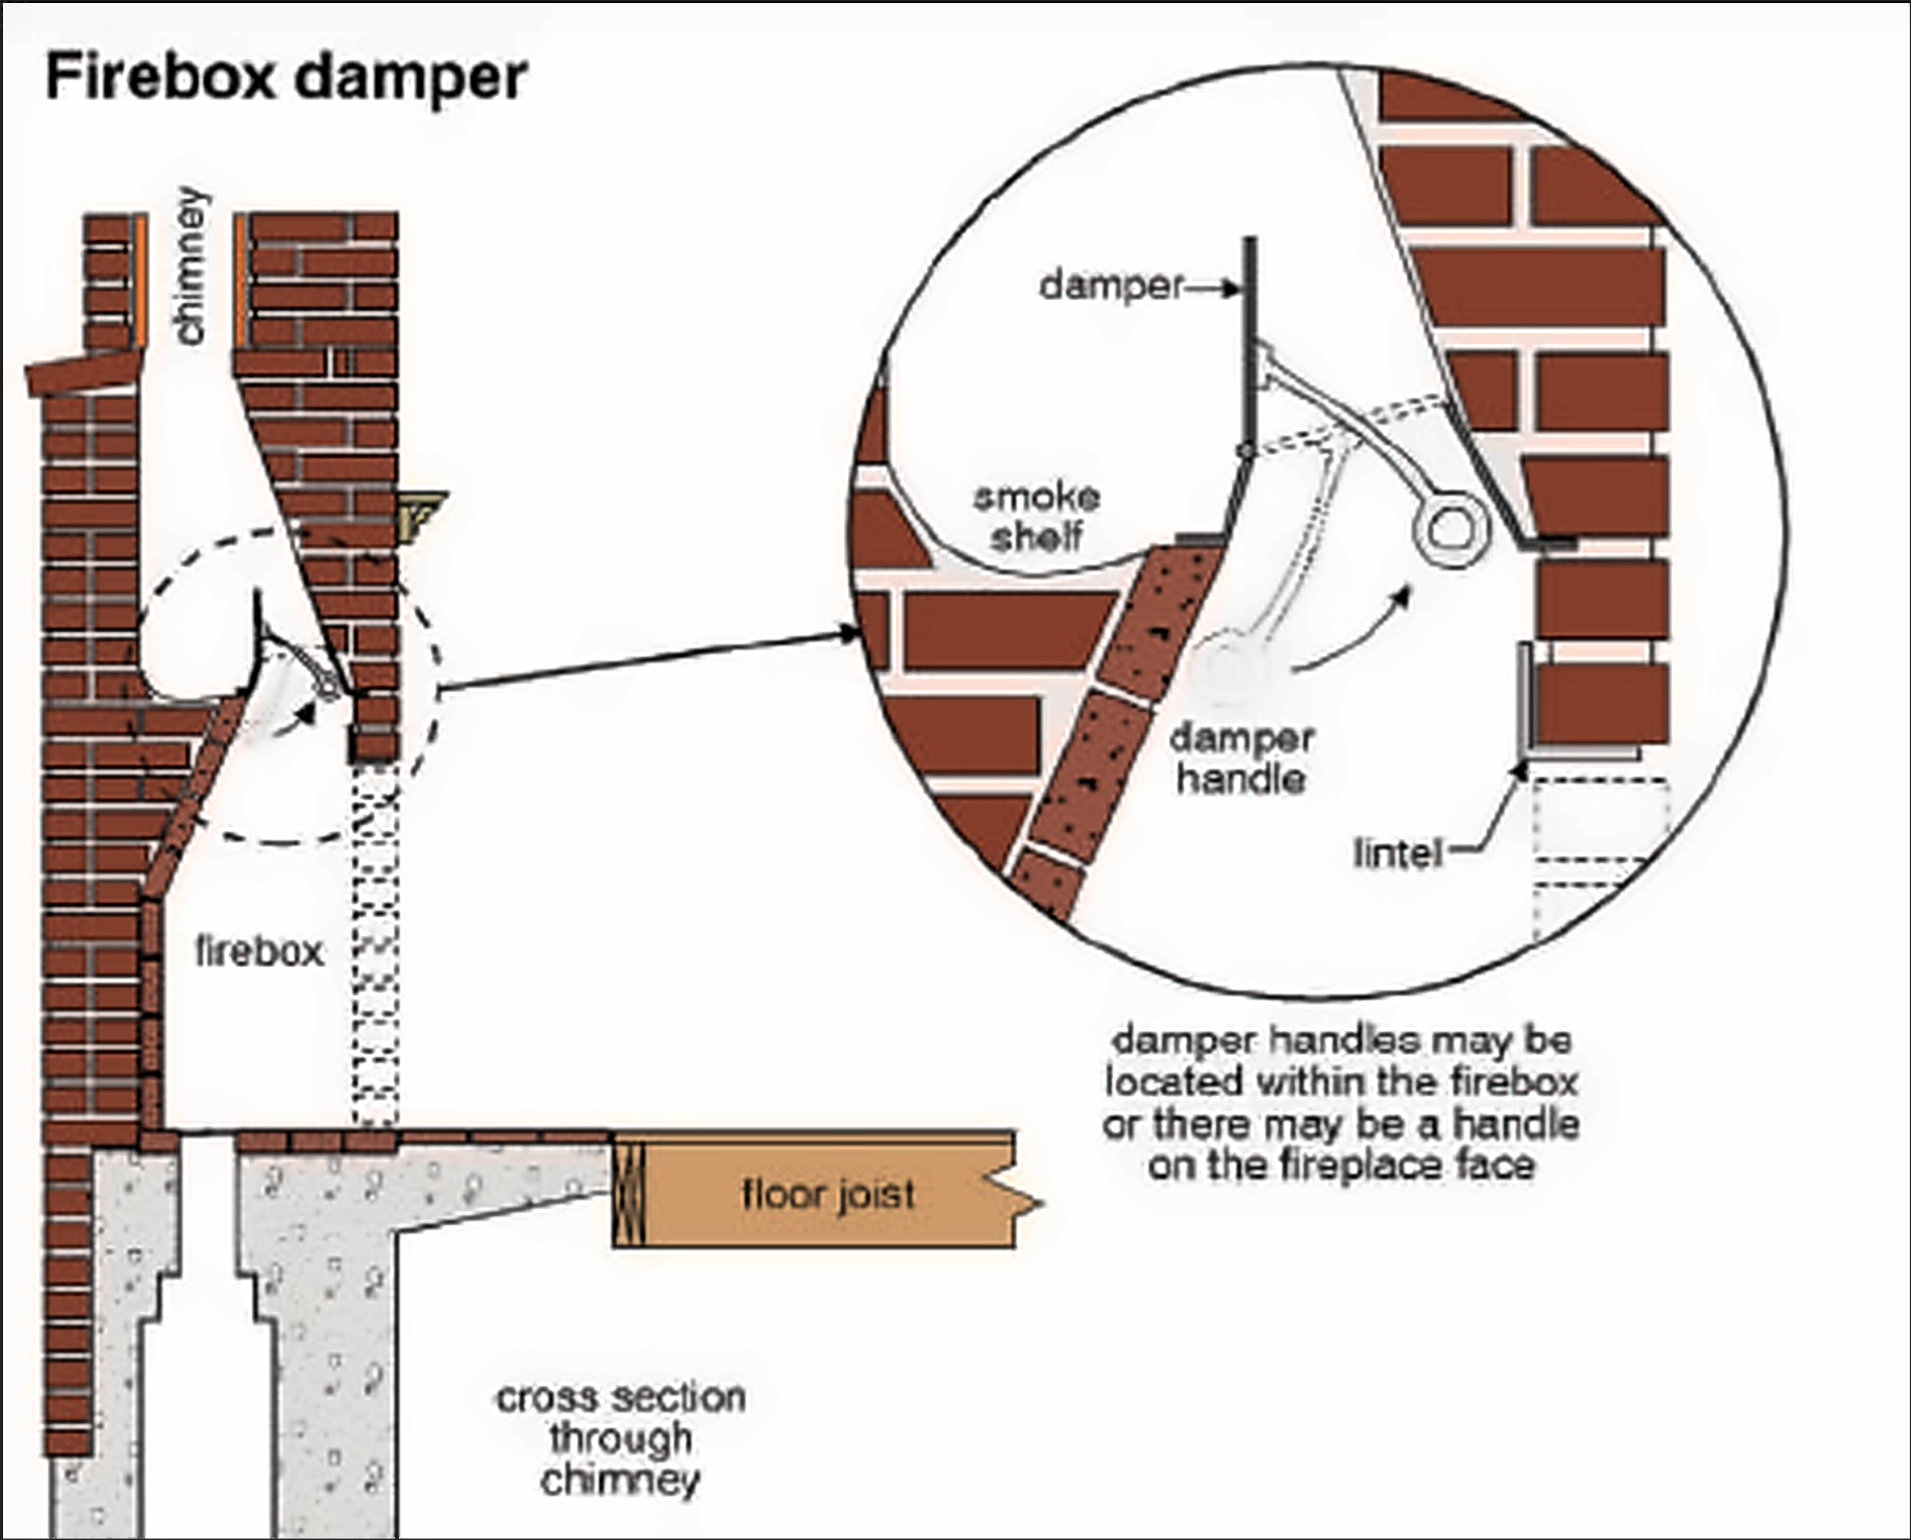 Firebox damper
chimney
damper
smoke
shelf
damper
handle
lintel
firebox
damper handles may be
located within the firebox
or there may be a handle
on the fireplace face
floor joist
cross section
through
chimney